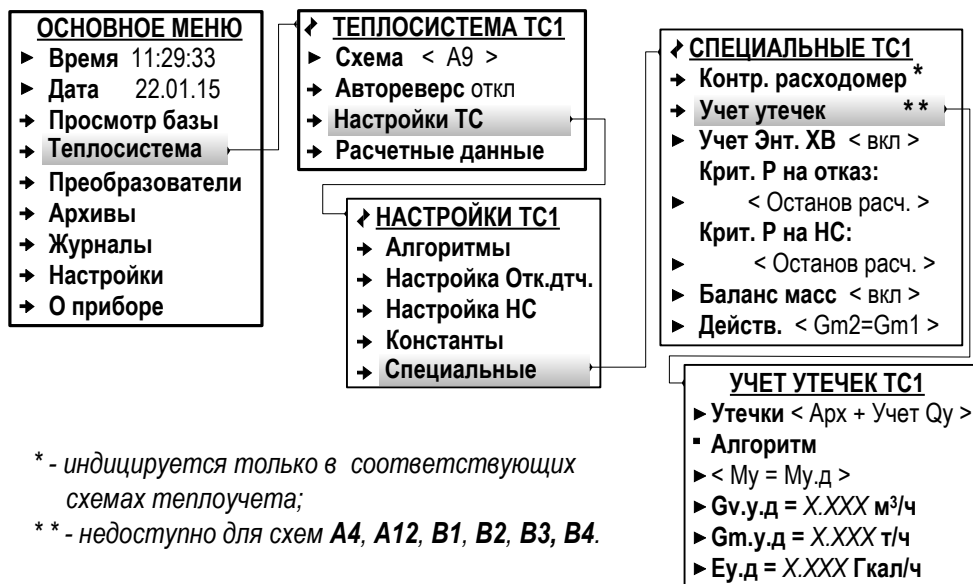 ОСНОВНОЕ МЕНЮ
Время 11:29:33
Дата 22.01.15
Просмотр базы
Теплосистема
Преобразователи
Архивы
Журналы
Настройки
О приборе
ТЕПЛОСИСТЕМА ТС1
Схема < А9 >
Автореверс откл
Настройки ТС
Расчетные данные
НАСТРОЙКИ ТС1
Алгоритмы
Настройка Отк.дтч.
Настройка НС
Константы
Специальные
СПЕЦИАЛЬНЫЕ ТС1
Контр. расходомер *
Учет утечек **
Учет Энт. ХВ < вкл >
Крит. Р на отказ:
< Останов расч. >
Крит. Р на НС:
< Останов расч. >
Баланс масс < вкл >
Действ. < Gm2=Gm1 >
УЧЕТ УТЕЧЕК ТС1
Утечки < Арх + Учет Qу >
Алгоритм
< Му = Му.д >
Gv.у.д = X.XXX м³/ч
Gm.у.д = X.XXX т/ч
Еу.д = X.XXX Гкал/ч
* - индицируется только в соответствующих
схемах теплоучета;
* * - недоступно для схем А4, А12, В1, В2, В3, В4.